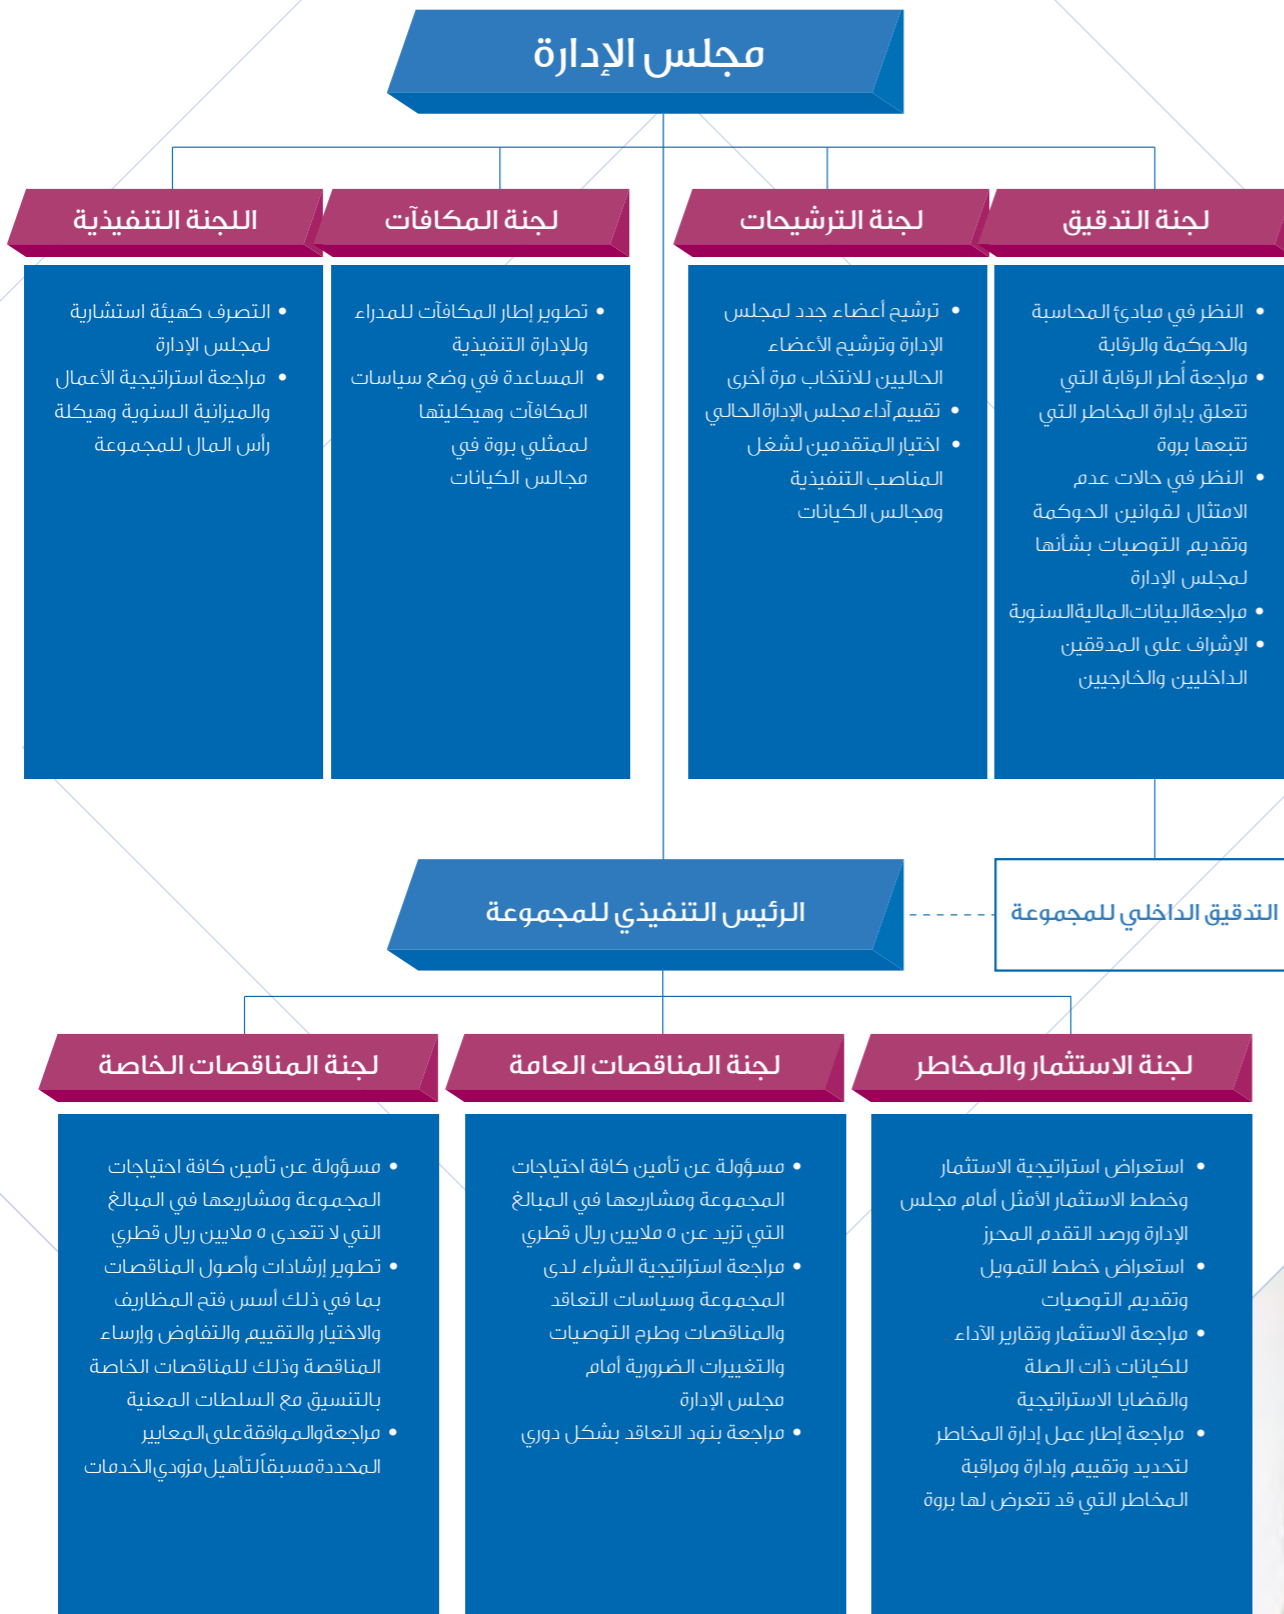 مجلس الإدارة
لجنة التدقيق
• النظر في مبادئ المحاسبة
والحوكمة والرقابة
• مراجعة أُطر الرقابة التي
تتعلق بإدارة المخاطر التي
تتبعها بروة
• النظر في حالات عدم
الامتثال لقوانين الحوكمة
وتقديم التوصيات بشأنها
لمجلس الإدارة
• مراجعة البيانات المالية السنوية
• الإشراف على المدققين
الداخليين والخارجيين
لجنة الترشيحات
• ترشيح أعضاء جدد لمجلس
الإدارة وترشيح الأعضاء
الحاليين للانتخاب مرة أخرى
• تقييم آداء مجلس الإدارة الحالي
• اختيار المتقدمين لشغل
المناصب التنفيذية
ومجالس الكيانات
لجنة المكافآت
• تطوير إطار المكافآت للمدراء
وللإدارة التنفيذية
• المساعدة في وضع سياسات
المكافآت وهيكليتها
لممثلي بروة في
مجالس الكيانات
اللجنة التنفيذية
• التصرف كهيئة استشارية
لمجلس الإدارة
• مراجعة استراتيجية الأعمال
والميزانية السنوية وهيكلة
رأس المال للمجموعة
التدقيق الداخلي للمجموعة
الرئيس التنفيذي للمجموعة
لجنة الاستثمار والمخاطر
• استعراض استراتيجية الاستثمار
وخطط الاستثمار الأمثل أمام مجلس
الإدارة ورصد التقدم المحرز
• استعراض خطط التمويل
وتقديم التوصيات
• مراجعة الاستثمار وتقارير الآداء
للكيانات ذات الصلة
والقضايا الاستراتيجية
• مراجعة إطار عمل إدارة المخاطر
لتحديد وتقييم وإدارة ومراقبة
المخاطر التي قد تتعرض لها بروة
لجنة المناقصات العامة
• مسؤولة عن تأمين كافة احتياجات
المجموعة ومشاريعها في المبالغ
التي تزيد عن ٥ ملايين ريال قطري
• مراجعة استراتيجية الشراء لدى
المجموعة وسياسات التعاقد
والمناقصات وطرح التوصيات
والتغييرات الضرورية أمام
مجلس الإدارة
• مراجعة بنود التعاقد بشكل دوري
لجنة المناقصات الخاصة
• مسؤولة عن تأمين كافة احتياجات
المجموعة ومشاريعها في المبالغ
التي لا تتعدى ٥ ملايين ريال قطري
• تطوير إرشادات وأصول المناقصات
بما في ذلك أسس فتح المظاريف
والاختيار والتقييم والتفاوض وإرساء
المناقصة وذلك للمناقصات الخاصة
بالتنسيق مع السلطات المعنية
• مراجعة والموافقة على المعايير
المحددة مسبقاً لتأهيل مزودي الخدمات